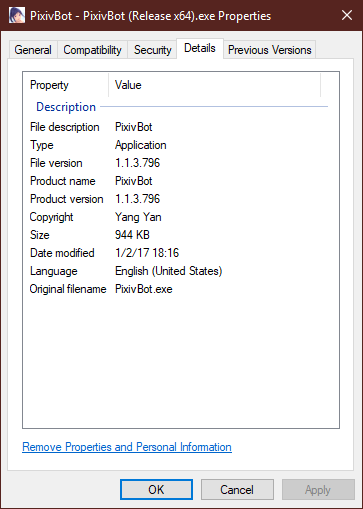 PixivBot - PixivBot (Release x64).exe Properties
General Compatibility Security Details Previous Versions
Property Value
Description
File description PixivBot
Type Application
File version 1.1.3.796
Product name PixivBot
Product version 1.1.3.796
Copyright Yang Yan
Size 944 KB
Date modified 1/2/17 18:16
Language English (United States)
Original filename PixivBot.exe
Remove Properties and Personal Information
OK Cancel Apply